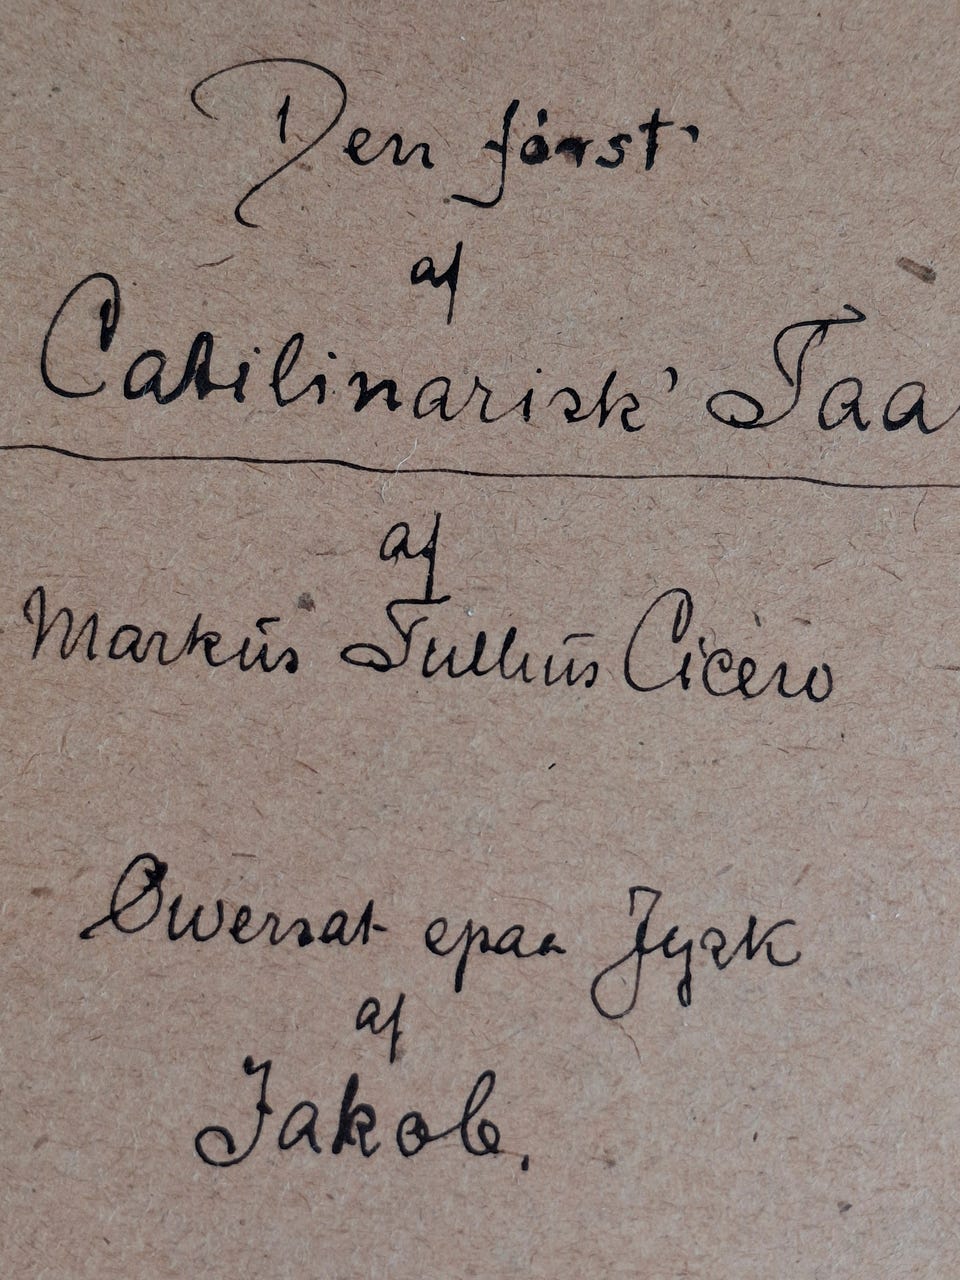 Den först'
af
Catilinarisk' Taa
af
Markus Tullius Cicero
Owersat epaa Jysk
af
Jakob.